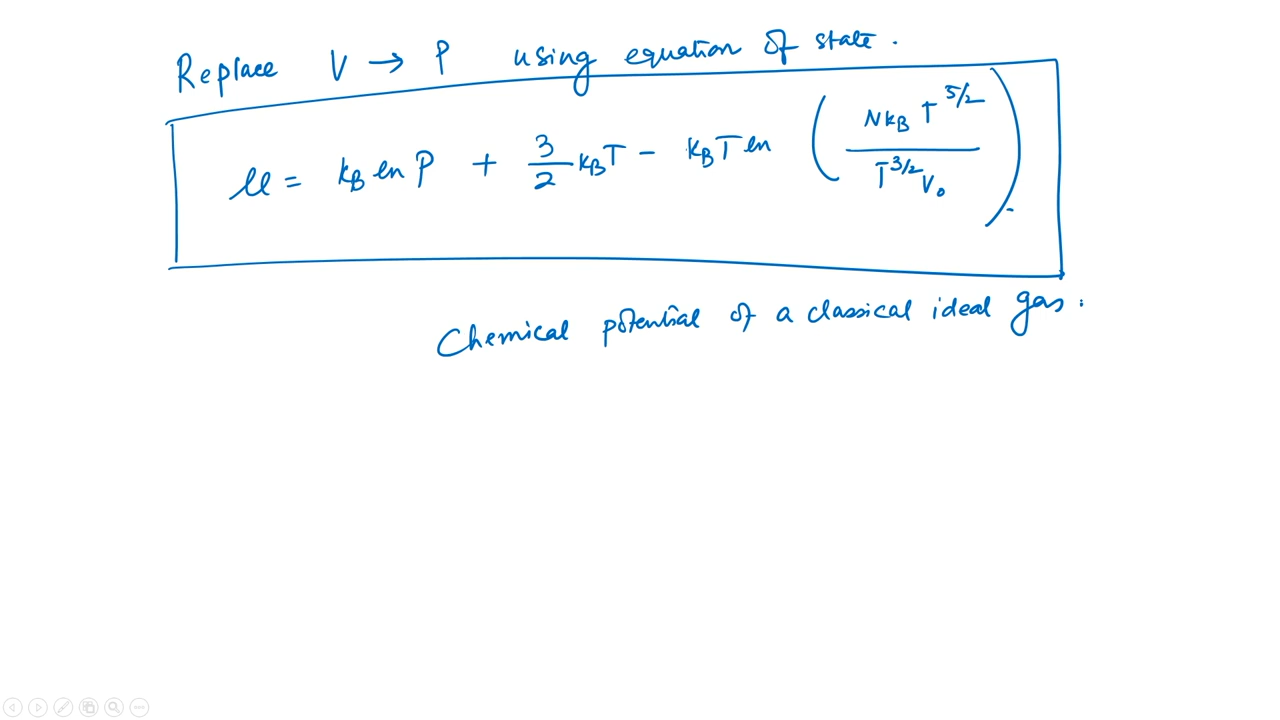 Replace V → P using equation of state.
μ = k_B ln P + 3/2 k_B T − k_B T ln ( N k_B T^{5/2} / T^{3/2} V_0 )
Chemical potential of a classical ideal gas.